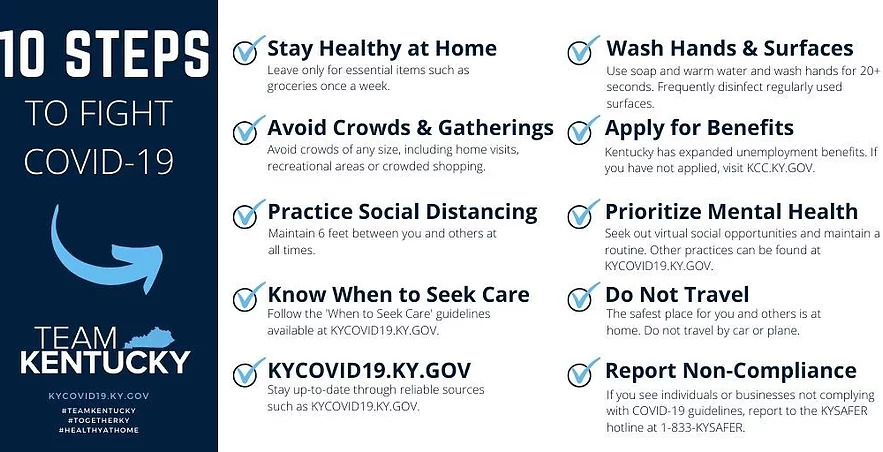 10 STEPS
TO FIGHT
COVID-19
TEAM
KENTUCKY
KYCOVID19.KY.GOV
#TEAMKENTUCKY
#TOGETHERKY
#HEALTHYATHOME
Stay Healthy at Home
Leave only for essential items such as
groceries once a week.
Avoid Crowds & Gatherings
Avoid crowds of any size, including home visits,
recreational areas or crowded shopping.
Practice Social Distancing
Maintain 6 feet between you and others at
all times.
Know When to Seek Care
Follow the 'When to Seek Care' guidelines
available at KYCOVID19.KY.GOV.
KYCOVID19.KY.GOV
Stay up-to-date through reliable sources
such as KYCOVID19.KY.GOV.
Wash Hands & Surfaces
Use soap and warm water and wash hands for 20+
seconds. Frequently disinfect regularly used
surfaces.
Apply for Benefits
Kentucky has expanded unemployment benefits. If
you have not applied, visit KCC.KY.GOV.
Prioritize Mental Health
Seek out virtual social opportunities and maintain a
routine. Other practices can be found at
KYCOVID19.KY.GOV.
Do Not Travel
The safest place for you and others is at
home. Do not travel by car or plane.
Report Non-Compliance
If you see individuals or businesses not complying
with COVID-19 guidelines, report to the KYSAFER
hotline at 1-833-KYSAFER.